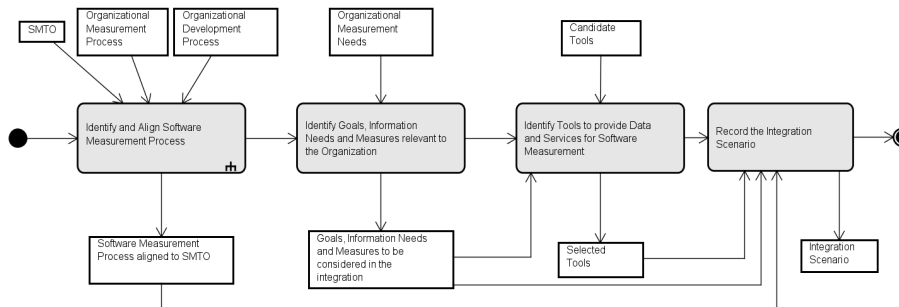 SMTO
Organizational
Measurement
Process
Organizational
Development
Process
Organizational
Measurement
Needs
Candidate
Tools
Identify and Align Software
Measurement Process
Identify Goals, Information
Needs and Measures relevant to
the Organization
Identify Tools to provide Data
and Services for Software
Measurement
Record the Integration
Scenario
Software Measurement
Process aligned to SMTO
Goals, Information Needs
and Measures to be
considered in the
integration
Selected
Tools
Integration
Scenario